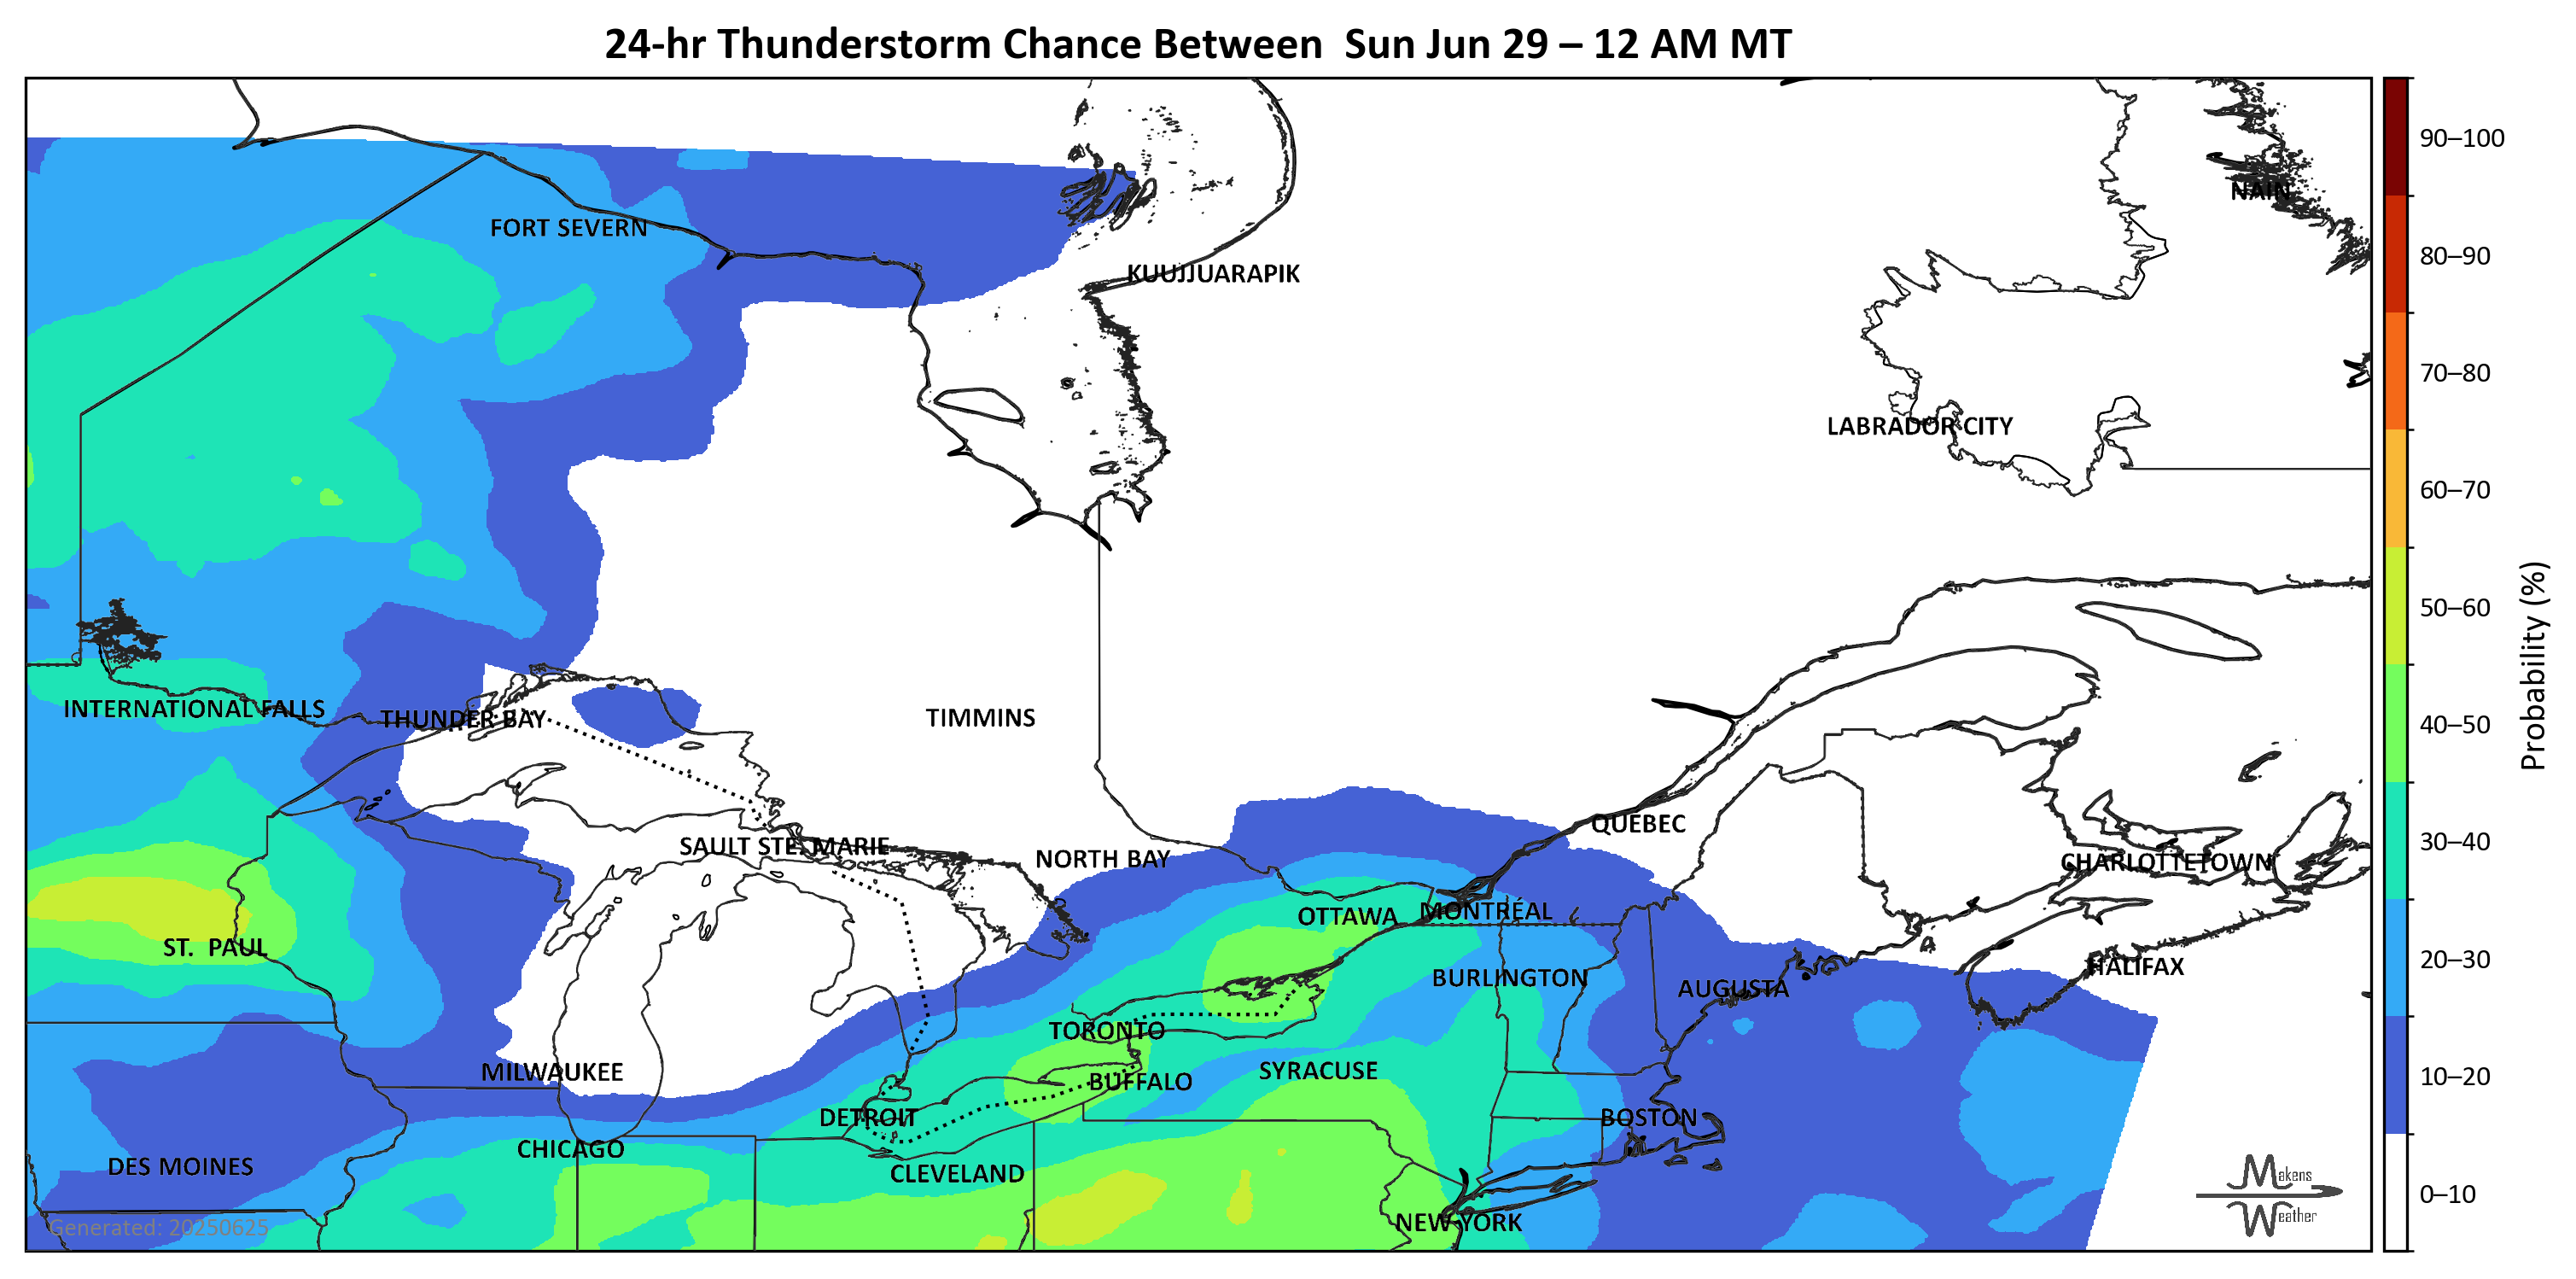 24-hr Thunderstorm Chance Between  Sun Jun 29 – 12 AM MT
90–100
NAIN
FORT SEVERN
80–90
KUUJJUARAPIK
70–80
LABRADOR CITY
60–70
50–60
Probability (%)
INTERNATIONAL FALLS
THUNDER BAY
TIMMINS
40–50
QUEBEC
SAULT STE. MARIE
NORTH BAY
CHARLOTTETOWN
30–40
OTTAWA
MONTRÉAL
ST.  PAUL
BURLINGTON
AUGUSTA
HALIFAX
20–30
TORONTO
MILWAUKEE
BUFFALO
SYRACUSE
10–20
DETROIT
BOSTON
CHICAGO
DES MOINES
CLEVELAND
Makens
Weather
0–10
NEW YORK
Generated: 20250625